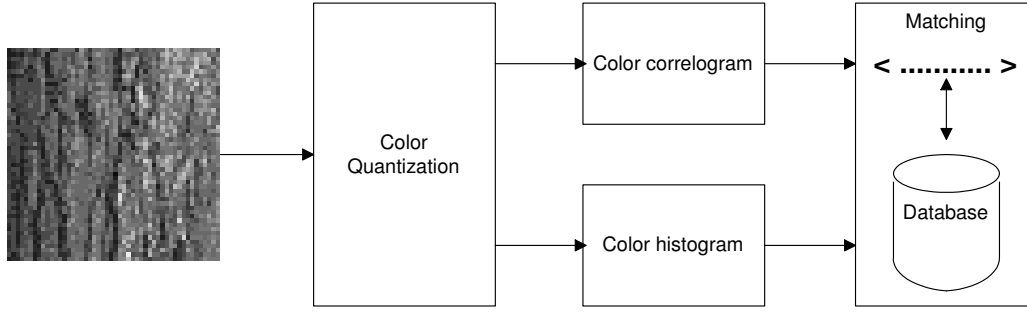 Color
Quantization
Color correlogram
Color histogram
Matching
< ........... >
Database